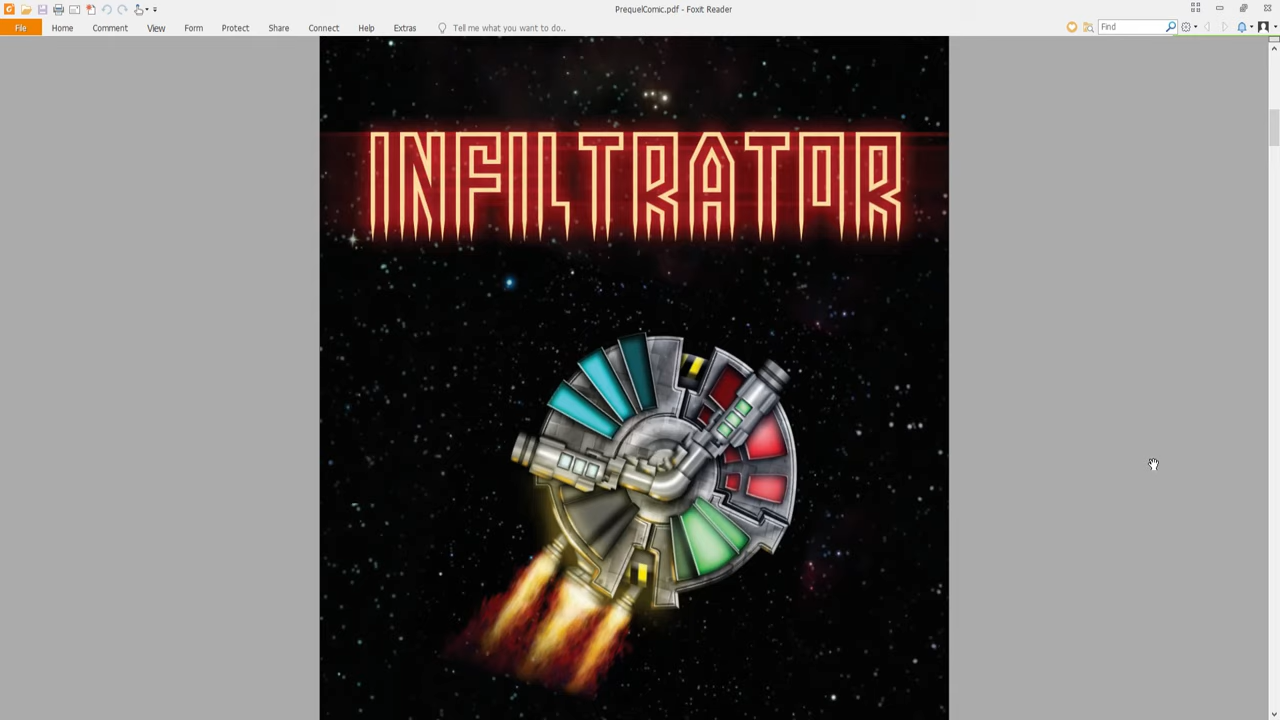 PrequelComic.pdf - Foxit Reader
File Home Comment View Form Protect Share Connect Help Extras Tell me what you want to do.. Find
INFILTRATOR